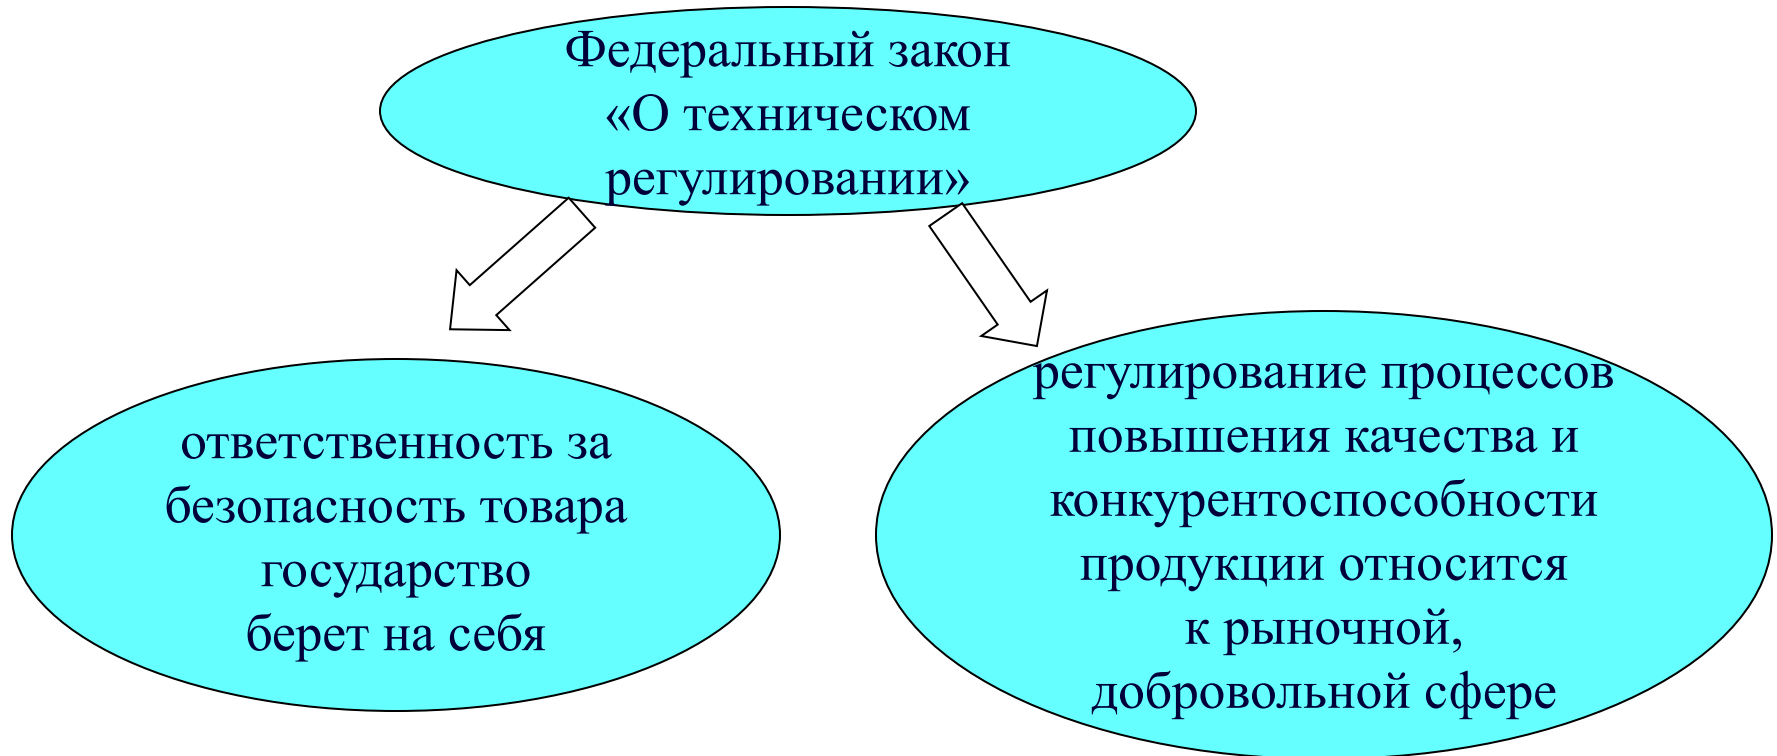 Федеральный закон
«О техническом
регулировании»
ответственность за
безопасность товара
государство
берет на себя
регулирование процессов
повышения качества и
конкурентоспособности
продукции относится
к рыночной,
добровольной сфере